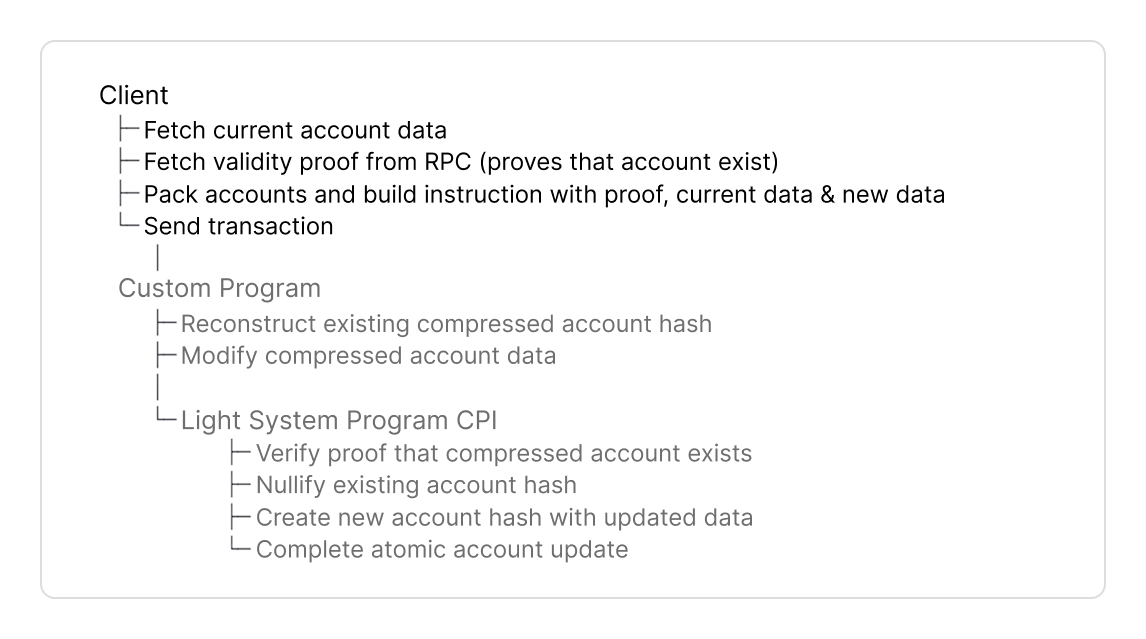 Client
Fetch current account data
Fetch validity proof from RPC (proves that account exist)
Pack accounts and build instruction with proof, current data & new data
Send transaction
Custom Program
Reconstruct existing compressed account hash
Modify compressed account data
Light System Program CPI
Verify proof that compressed account exists
Nullify existing account hash
Create new account hash with updated data
Complete atomic account update